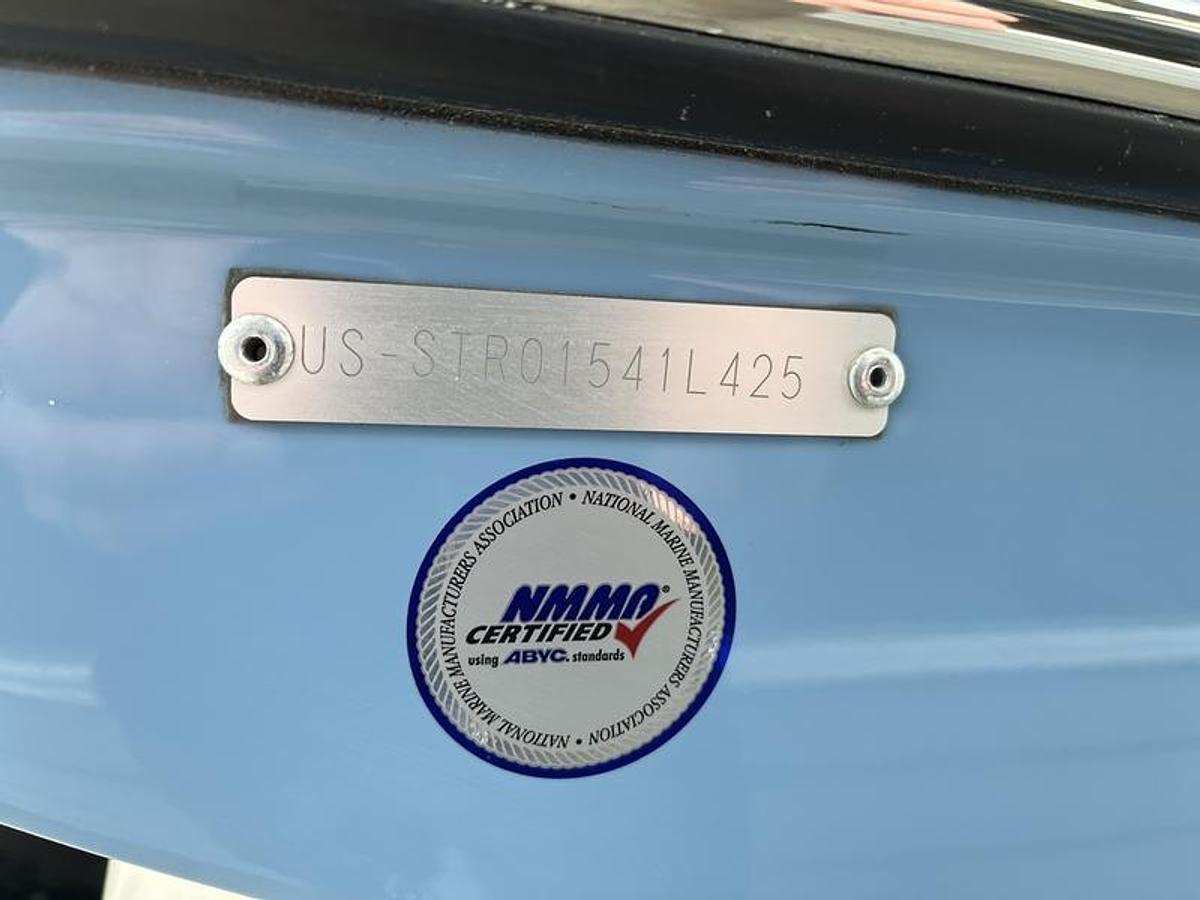 US-STR01541L425
NATIONAL MARINE MANUFACTURERS ASSOCIATION • NATIONAL MARINE MANUFACTURERS ASSOCIATION •
NMMA®
CERTIFIED
using ABYC. standards